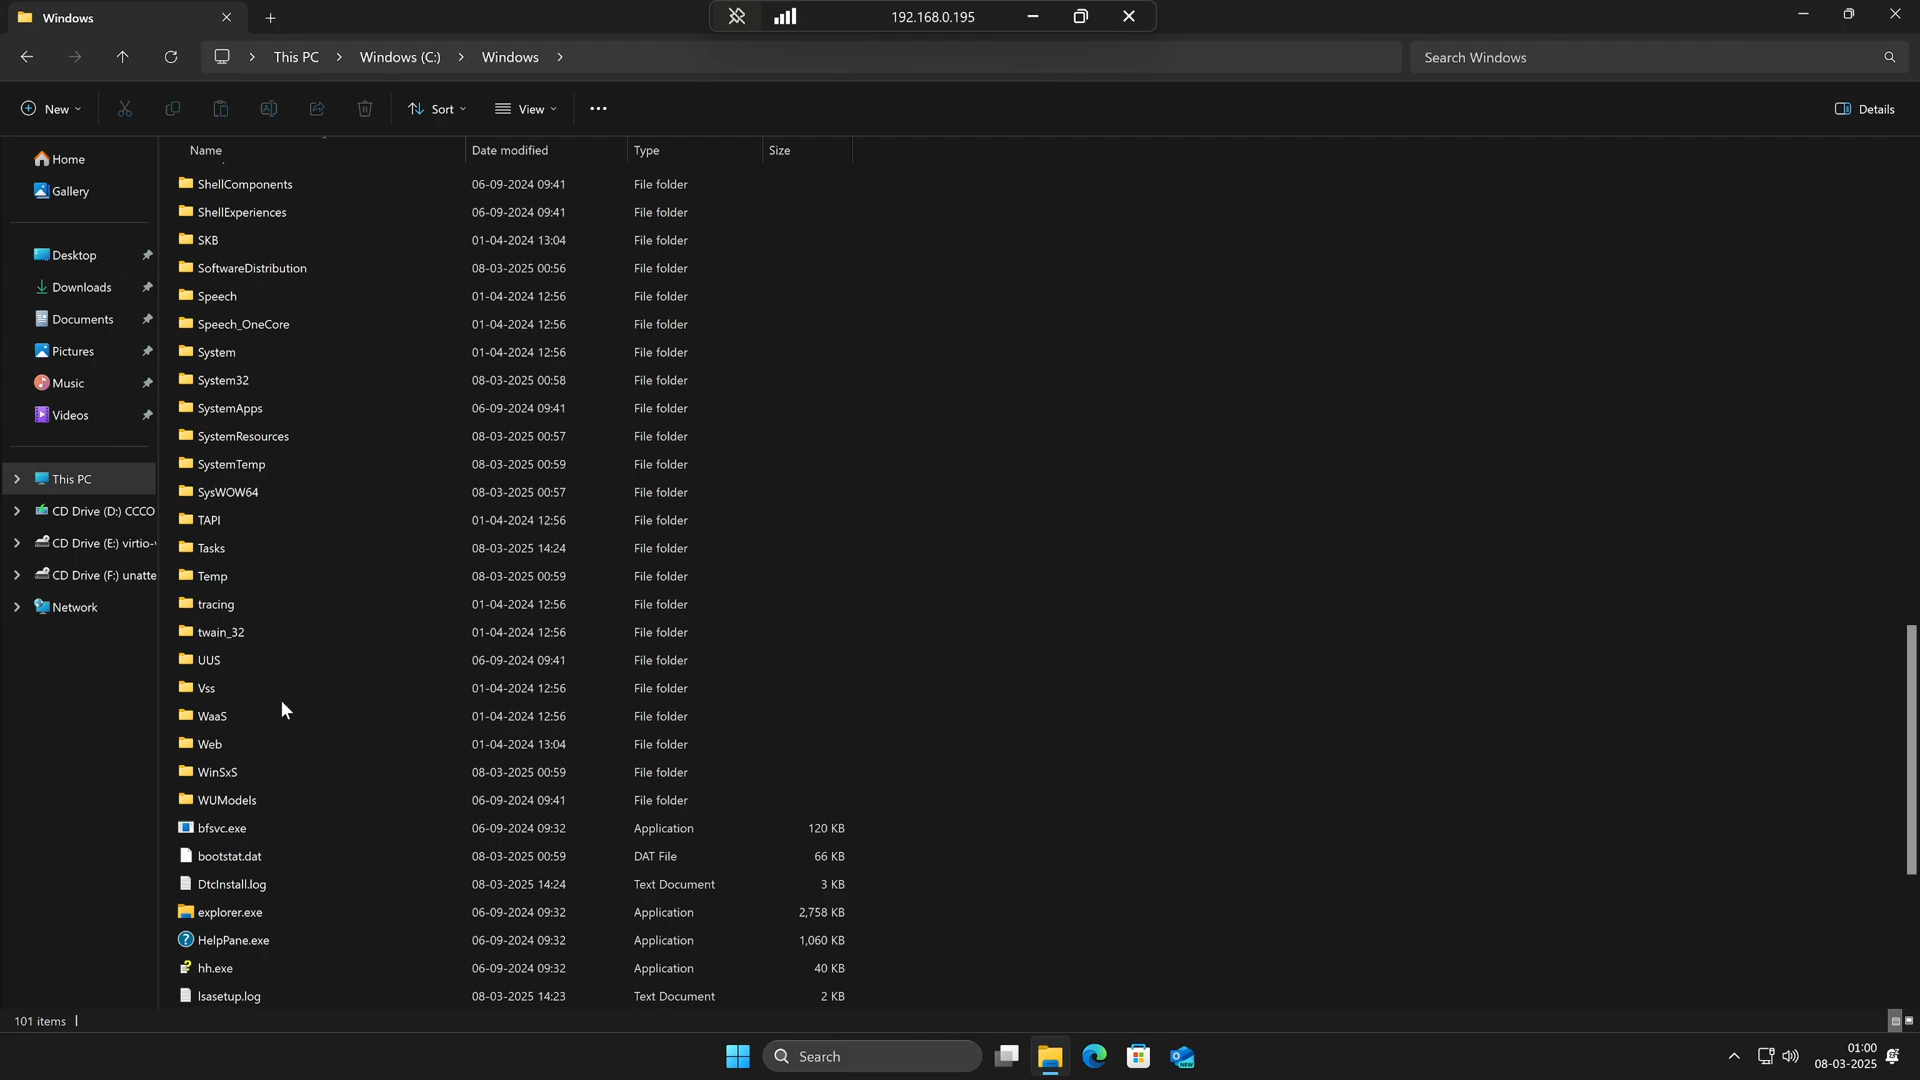 Windows
192.168.0.195
This PC
Windows (C:)
Windows
Search Windows
New
Sort
View
Details
Home
Gallery
Desktop
Downloads
Documents
Pictures
Music
Videos
This PC
CD Drive (D:) CCCO
CD Drive (E:) virtio-
CD Drive (F:) unatte
Network
Name Date modified Type Size
ShellComponents 06-09-2024 09:41 File folder
ShellExperiences 06-09-2024 09:41 File folder
SKB 01-04-2024 13:04 File folder
SoftwareDistribution 08-03-2025 00:56 File folder
Speech 01-04-2024 12:56 File folder
Speech_OneCore 01-04-2024 12:56 File folder
System 01-04-2024 12:56 File folder
System32 08-03-2025 00:58 File folder
SystemApps 06-09-2024 09:41 File folder
SystemResources 08-03-2025 00:57 File folder
SystemTemp 08-03-2025 00:59 File folder
SysWOW64 08-03-2025 00:57 File folder
TAPI 01-04-2024 12:56 File folder
Tasks 08-03-2025 14:24 File folder
Temp 08-03-2025 00:59 File folder
tracing 01-04-2024 12:56 File folder
twain_32 01-04-2024 12:56 File folder
UUS 06-09-2024 09:41 File folder
Vss 01-04-2024 12:56 File folder
WaaS 01-04-2024 12:56 File folder
Web 01-04-2024 13:04 File folder
WinSxS 08-03-2025 00:59 File folder
WUModels 06-09-2024 09:41 File folder
bfsvc.exe 06-09-2024 09:32 Application 120 KB
bootstat.dat 08-03-2025 00:59 DAT File 66 KB
DtcInstall.log 08-03-2025 14:24 Text Document 3 KB
explorer.exe 06-09-2024 09:32 Application 2,758 KB
HelpPane.exe 06-09-2024 09:32 Application 1,060 KB
hh.exe 06-09-2024 09:32 Application 40 KB
lsasetup.log 08-03-2025 14:23 Text Document 2 KB
101 items
Search
01:00
08-03-2025